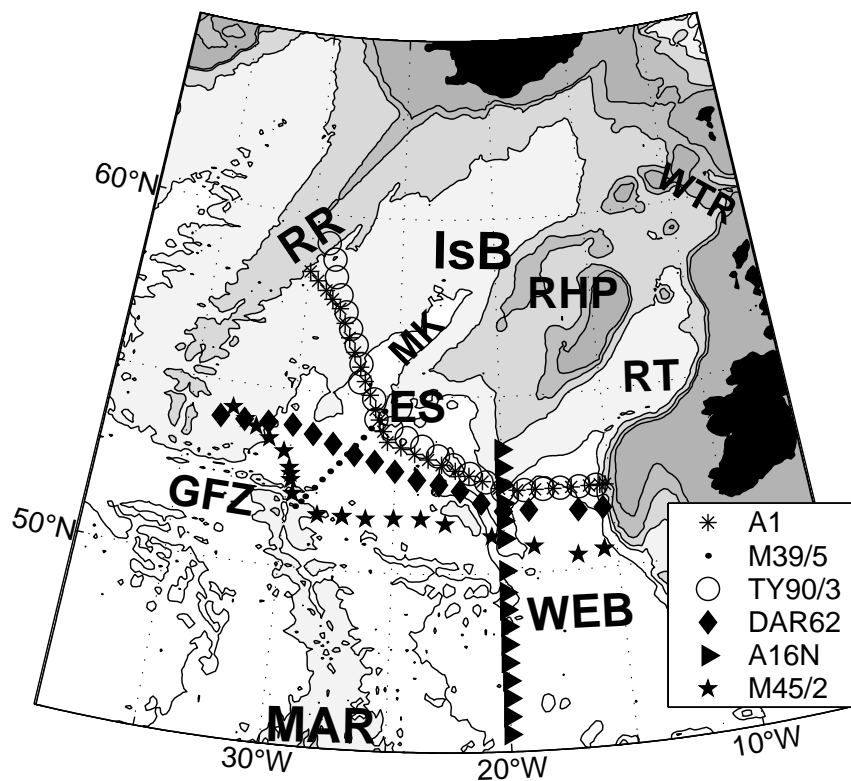 60°N
WTR
RR
IsB
RHP
MK
RT
ES
GFZ
50°N
A1
M39/5
TY90/3
DAR62
A16N
M45/2
WEB
MAR
30°W
20°W
10°W